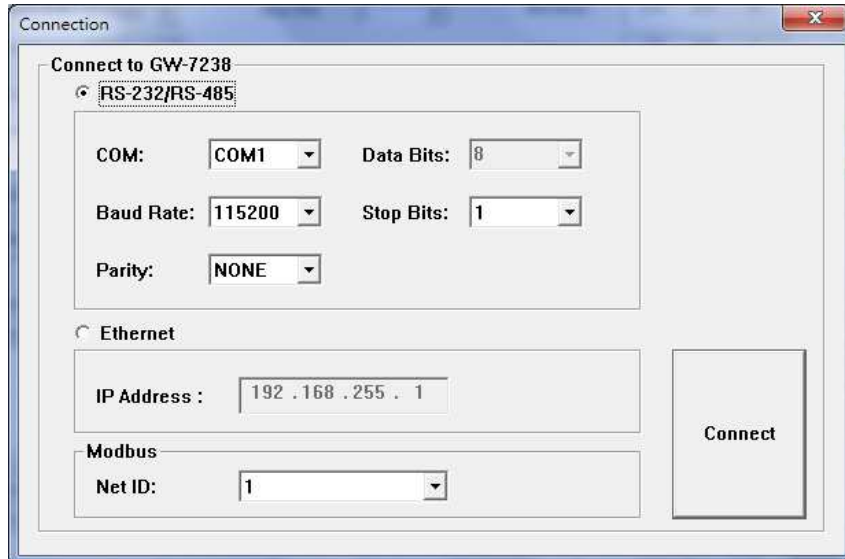 Connection
Connect to GW-7238
RS-232/RS-485
COM: COM1 Data Bits: 8
Baud Rate: 115200 Stop Bits: 1
Parity: NONE
Ethernet
IP Address : 192 . 168 . 255 . 1
Connect
Modbus
Net ID: 1